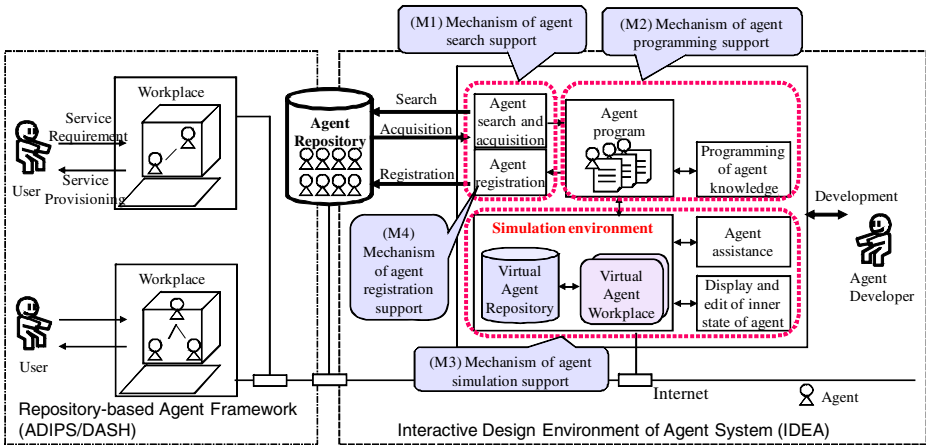 (M1) Mechanism of agent
search support
(M2) Mechanism of agent
programming support
Workplace
Service
Requirement
User
Service
Provisioning
Agent
Repository
Search
Acquisition
Registration
Agent
search and
acquisition
Agent
registration
Agent
program
Programming
of agent
knowledge
Development
Agent
Developer
(M4)
Mechanism
of agent
registration
support
Simulation environment
Virtual
Agent
Repository
Virtual
Agent
Workplace
Agent
assistance
Display and
edit of inner
state of agent
Workplace
User
(M3) Mechanism of agent
simulation support
Internet
Agent
Repository-based Agent Framework
(ADIPS/DASH)
Interactive Design Environment of Agent System (IDEA)